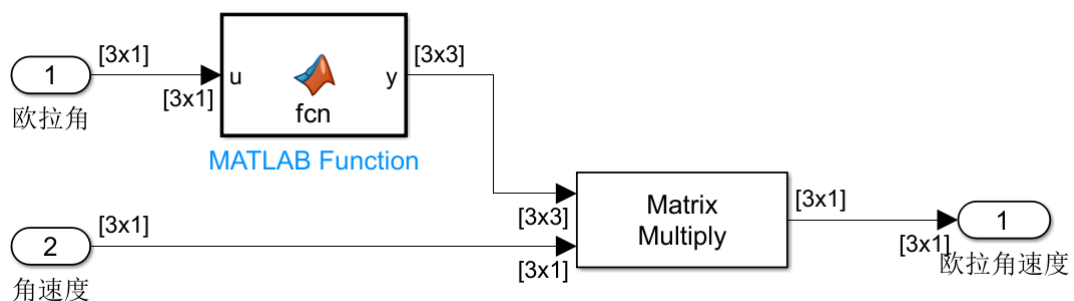 [3x1]
[3x3]
1
u
y
[3x1]
fcn
欧拉角
MATLAB Function
Matrix
Multiply
[3x1]
[3x1]
[3x3]
1
2
[3x1]
[3x1]
欧拉角速度
角速度